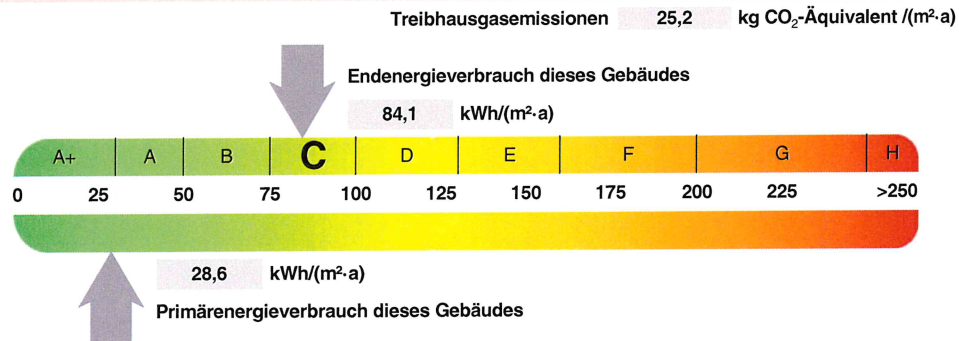 Treibhausgasemissionen 25,2 kg CO₂-Äquivalent /(m²·a)
Endenergieverbrauch dieses Gebäudes
84,1 kWh/(m²·a)
A+ A B C D E F G H
0 25 50 75 100 125 150 175 200 225 >250
28,6 kWh/(m²·a)
Primärenergieverbrauch dieses Gebäudes